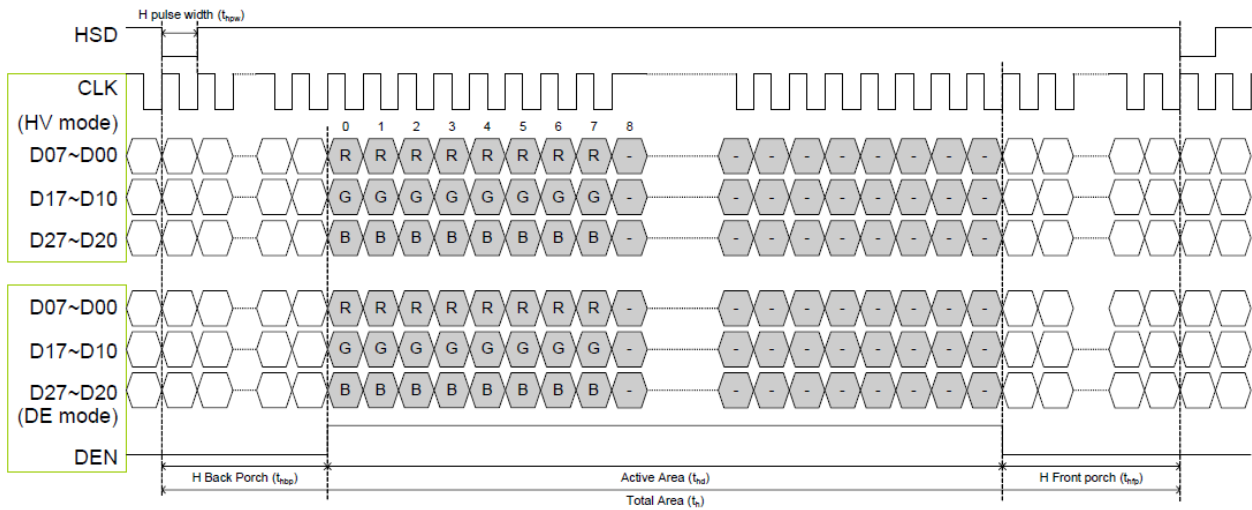 H pulse width (thpw)
HSD
CLK
(HV mode)
0 1 2 3 4 5 6 7 8
D07~D00 R R R R R R R R - - - - - - - - -
D17~D10 G G G G G G G G - - - - - - - - -
D27~D20 B B B B B B B B - - - - - - - - -
D07~D00 R R R R R R R R - - - - - - - - -
D17~D10 G G G G G G G G - - - - - - - - -
D27~D20 B B B B B B B B - - - - - - - - -
(DE mode)
DEN
H Back Porch (thbp) Active Area (thd) H Front porch (thfp)
Total Area (th)